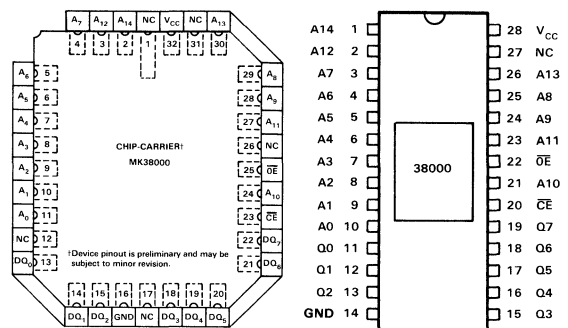 A7 A12 A14 NC VCC NC A13
4 3 2 1 32 31 30
A6 5
A5 6
A4 7
A3 8
A2 9
A1 10
A0 11
NC 12
DQ0 13
29 A8
28 A9
27 A11
26 NC
25 OE
24 A10
23 CE
22 DQ7
21 DQ6
CHIP-CARRIER†
MK38000
†Device pinout is preliminary and may be
subject to minor revision.
14 15 16 17 18 19 20
DQ1 DQ2 GND NC DQ3 DQ4 DQ5
A14 1
A12 2
A7 3
A6 4
A5 5
A4 6
A3 7
A2 8
A1 9
A0 10
Q0 11
Q1 12
Q2 13
GND 14
38000
28 VCC
27 NC
26 A13
25 A8
24 A9
23 A11
22 OE
21 A10
20 CE
19 Q7
18 Q6
17 Q5
16 Q4
15 Q3